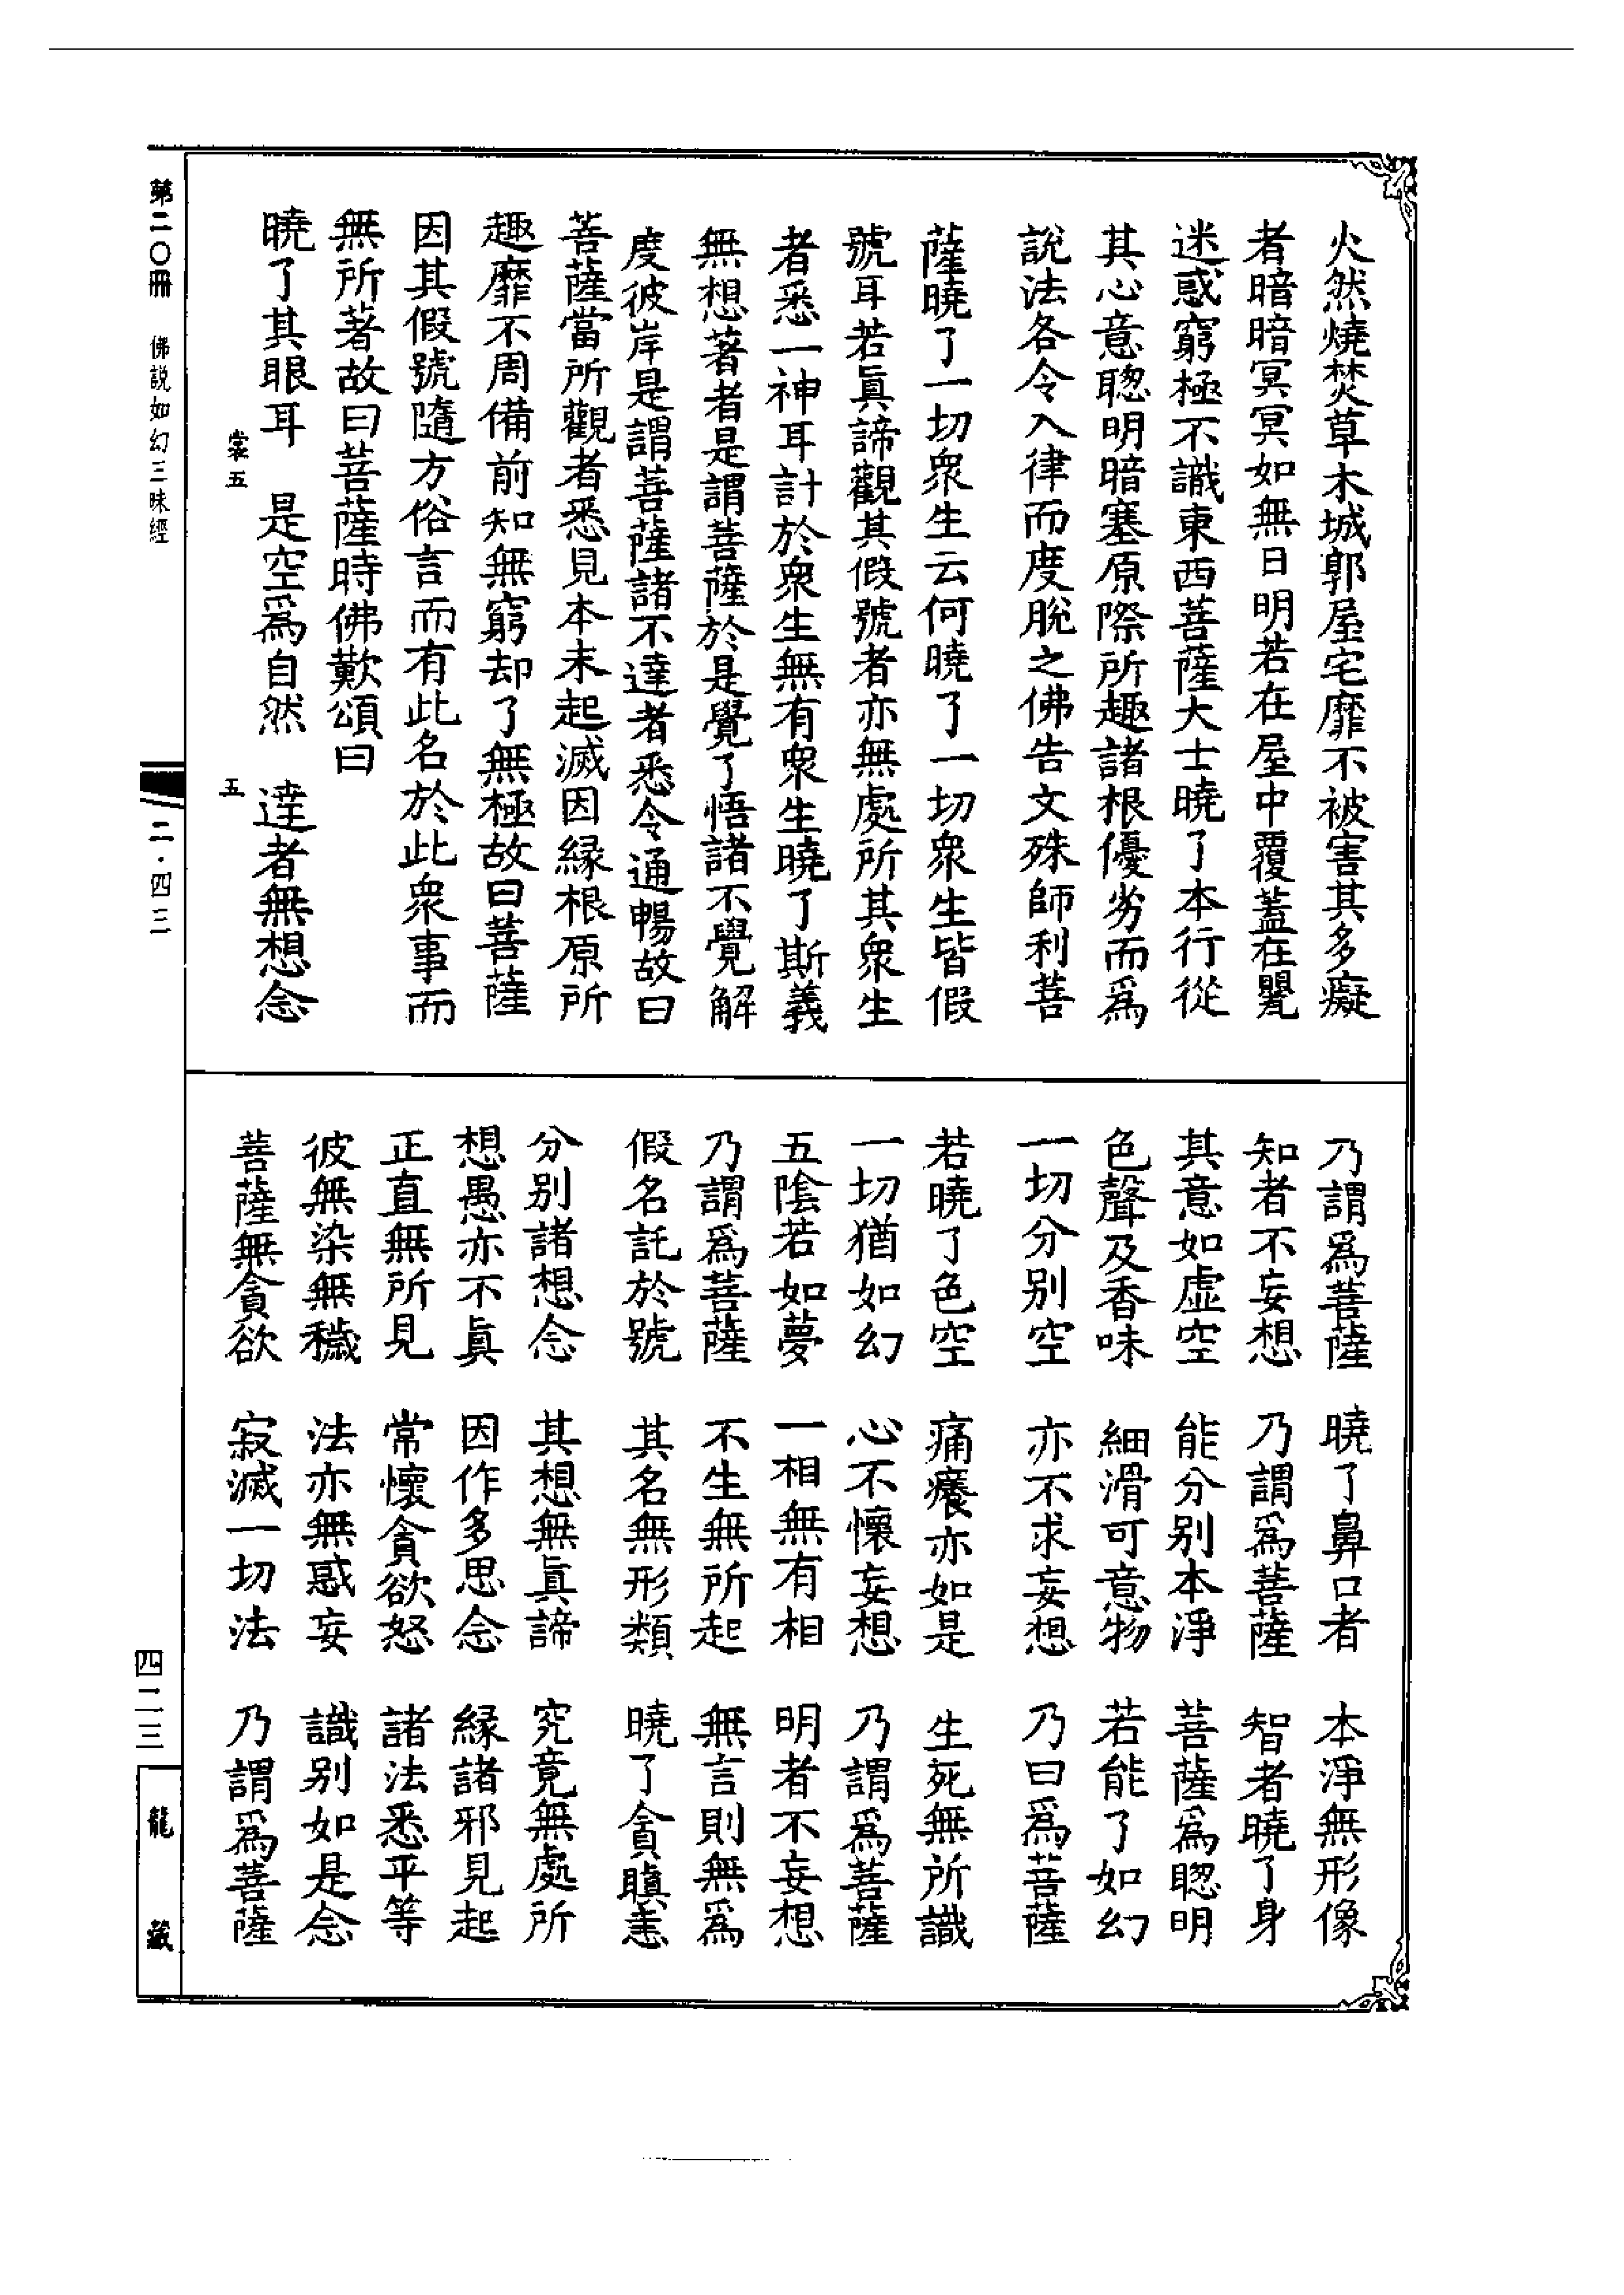 火然燒焚草木城郭屋宅靡不被害其多癡
者暗暗冥冥如無日明若在屋中覆蓋在甖
迷惑窮極不識東西菩薩大士曉了本行從
其心意聰明暗塞原際所趣諸根優劣而爲
說法各令入律而度脫之佛告文殊師利菩
薩曉了一切衆生云何曉了一切衆生皆假
號耳若眞諦觀其假號者亦無處所其衆生
者悉一神耳計於衆生無有衆生曉了斯義
無想著者是謂菩薩於是覺了悟諸不覺解
度彼岸是謂菩薩諸不達者悉令通暢故曰
菩薩當所觀者悉見本末起滅因緣根原所
趣靡不周備前知無窮却了無極故曰菩薩
因其假號隨方俗言而有此名於此衆事而
無所著故曰菩薩時佛歎頌曰
曉了其眼耳　是空爲自然　達者無想念
裳五　五
乃謂爲菩薩　曉了鼻口者　本淨無形像
知者不妄想　乃謂爲菩薩　智者曉了身
其意如虛空　能分別本淨　菩薩爲聰明
色聲及香味　細滑可意物　若能了如幻
一切分別空　亦不求妄想　乃曰爲菩薩
若曉了色空　痛癢亦如是　生死無所識
一切猶如幻　心不懷妄想　乃謂爲菩薩
五陰若如夢　一相無有相　明者不妄想
乃謂爲菩薩　不生無所起　無言則無爲
假名託於號　其名無形類　曉了貪瞋恚
分別諸想念　其想無眞諦　究竟無處所
想愚亦不眞　因作多思念　緣諸邪見起
正直無所見　常懷貪欲怒　諸法悉平等
彼無染無穢　法亦無惑妄　識別如是念
菩薩無貪欲　寂滅一切法　乃謂爲菩薩
第二〇冊　佛說如幻三昧經
二·四三
四二三
龍藏